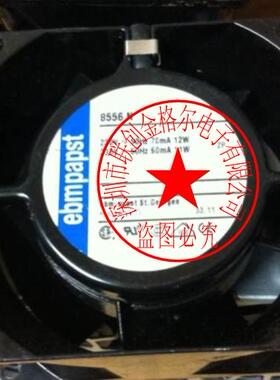 8556 N
70mA 12W
Hz 60mA 11W
ebmpapst
深圳市联创金格尔电子有限公司
盗图必究
St. Georgen